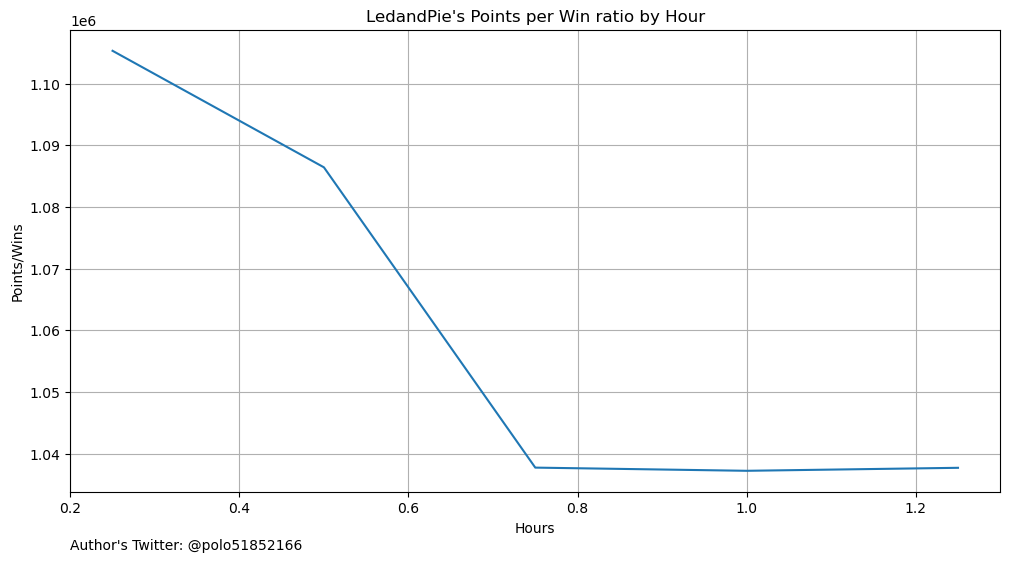 LedandPie's Points per Win ratio by Hour
1e6
1.10
1.09
1.08
1.07
1.06
1.05
1.04
Points/Wins
0.2 0.4 0.6 0.8 1.0 1.2
Hours
Author's Twitter: @polo51852166